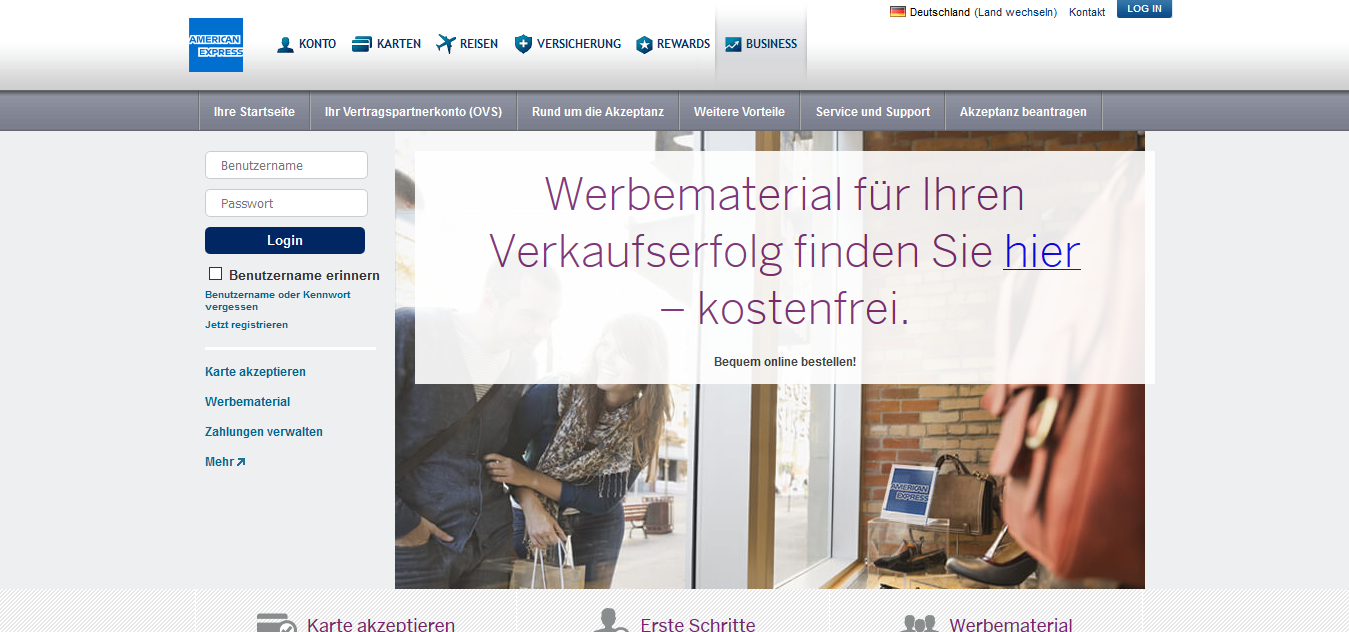 Deutschland (Land wechseln) Kontakt LOG IN
AMERICAN
EXPRESS
KONTO KARTEN REISEN VERSICHERUNG REWARDS BUSINESS
Ihre Startseite Ihr Vertragspartnerkonto (OVS) Rund um die Akzeptanz Weitere Vorteile Service und Support Akzeptanz beantragen
Benutzername
Passwort
Login
Benutzername erinnern
Benutzername oder Kennwort
vergessen
Jetzt registrieren
Karte akzeptieren
Werbematerial
Zahlungen verwalten
Mehr
Werbematerial für Ihren
Verkaufserfolg finden Sie hier
– kostenfrei.
Bequem online bestellen!
AMERICAN
EXPRESS
Karte akzeptieren Erste Schritte Werbematerial